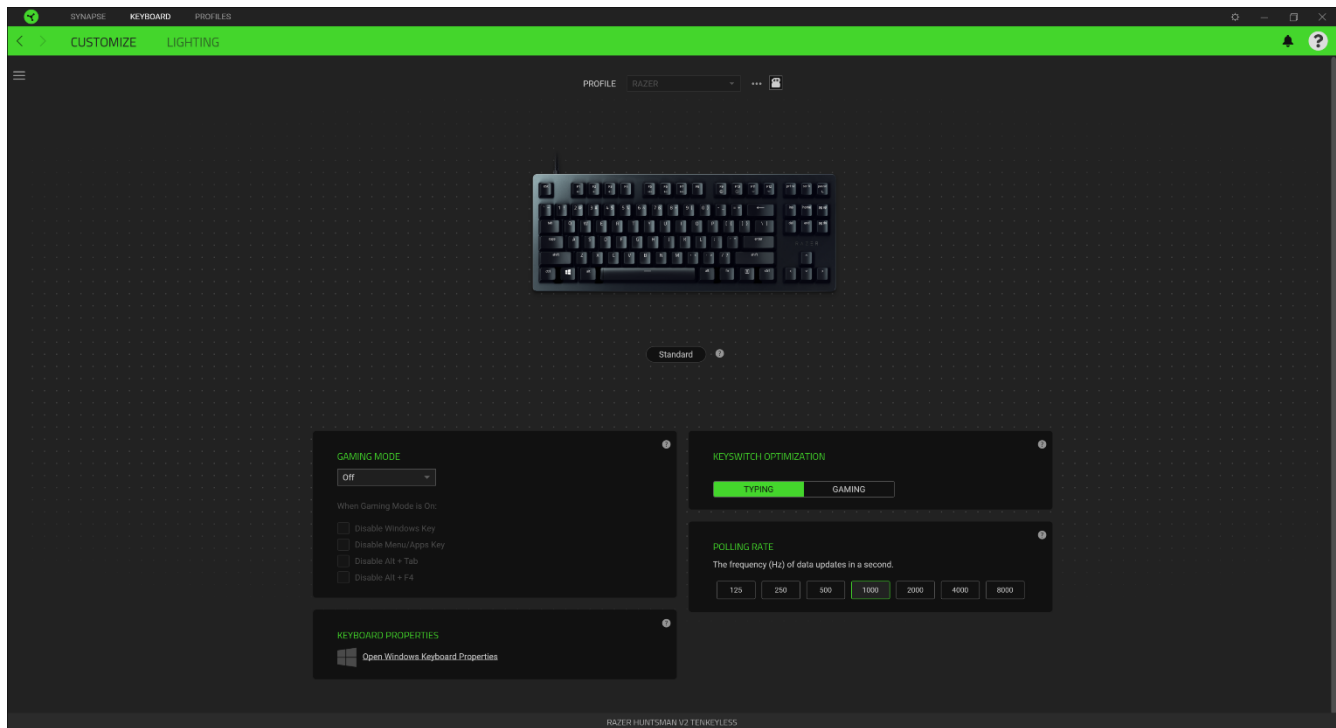 SYNAPSE KEYBOARD PROFILES
CUSTOMIZE LIGHTING
PROFILE RAZER
Standard
GAMING MODE
Off
When Gaming Mode is On:
Disable Windows Key
Disable Menu/Apps Key
Disable Alt + Tab
Disable Alt + F4
KEYBOARD PROPERTIES
Open Windows Keyboard Properties
KEYSWITCH OPTIMIZATION
TYPING GAMING
POLLING RATE
The frequency (Hz) of data updates in a second.
125 250 500 1000 2000 4000 8000
RAZER HUNTSMAN V2 TENKEYLESS